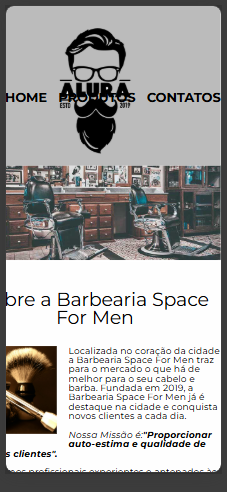 ALURA
ESTD 2019
HOME PRODUTOS CONTATOS
bre a Barbearia Space
For Men
Localizada no coração da cidade
a Barbearia Space For Men traz
para o mercado o que há de
melhor para o seu cabelo e
barba. Fundada em 2019, a
Barbearia Space For Men já é
destaque na cidade e conquista
novos clientes a cada dia.
Nossa Missão é:"Proporcionar
auto-estima e qualidade de
s clientes".
profissionais experientes e antenados às